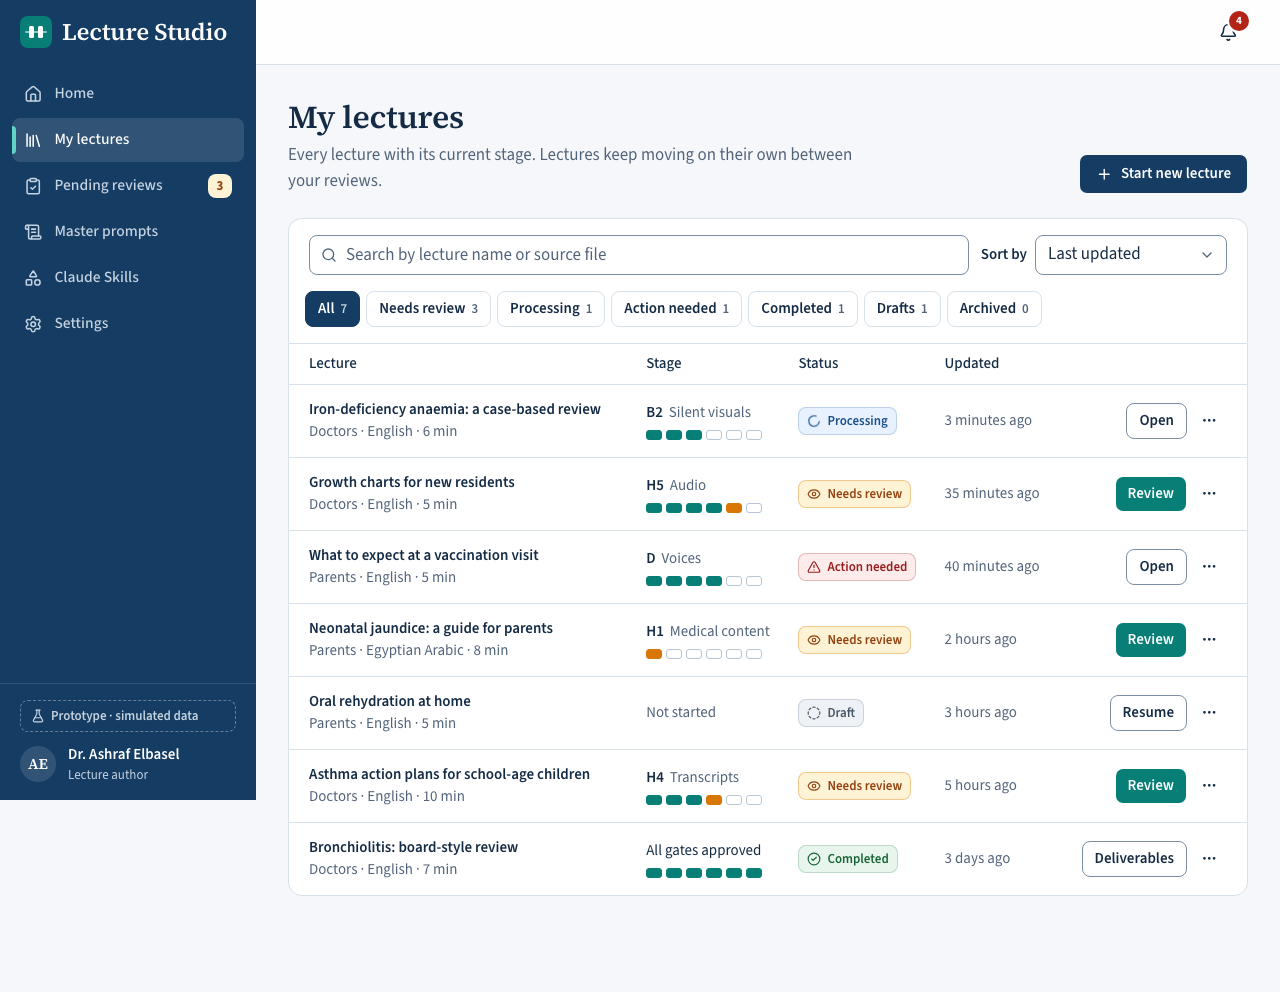 Lecture Studio
4
Home
My lectures
Pending reviews 3
Master prompts
Claude Skills
Settings
Prototype · simulated data
AE
Dr. Ashraf Elbasel
Lecture author
My lectures
Every lecture with its current stage. Lectures keep moving on their own between
your reviews.
Start new lecture
Search by lecture name or source file
Sort by
Last updated
All 7
Needs review 3
Processing 1
Action needed 1
Completed 1
Drafts 1
Archived 0
Lecture Stage Status Updated
Iron-deficiency anaemia: a case-based review
Doctors · English · 6 min
B2 Silent visuals
Processing
3 minutes ago
Open
Growth charts for new residents
Doctors · English · 5 min
H5 Audio
Needs review
35 minutes ago
Review
What to expect at a vaccination visit
Parents · English · 5 min
D Voices
Action needed
40 minutes ago
Open
Neonatal jaundice: a guide for parents
Parents · Egyptian Arabic · 8 min
H1 Medical content
Needs review
2 hours ago
Review
Oral rehydration at home
Parents · English · 5 min
Not started
Draft
3 hours ago
Resume
Asthma action plans for school-age children
Doctors · English · 10 min
H4 Transcripts
Needs review
5 hours ago
Review
Bronchiolitis: board-style review
Doctors · English · 7 min
All gates approved
Completed
3 days ago
Deliverables